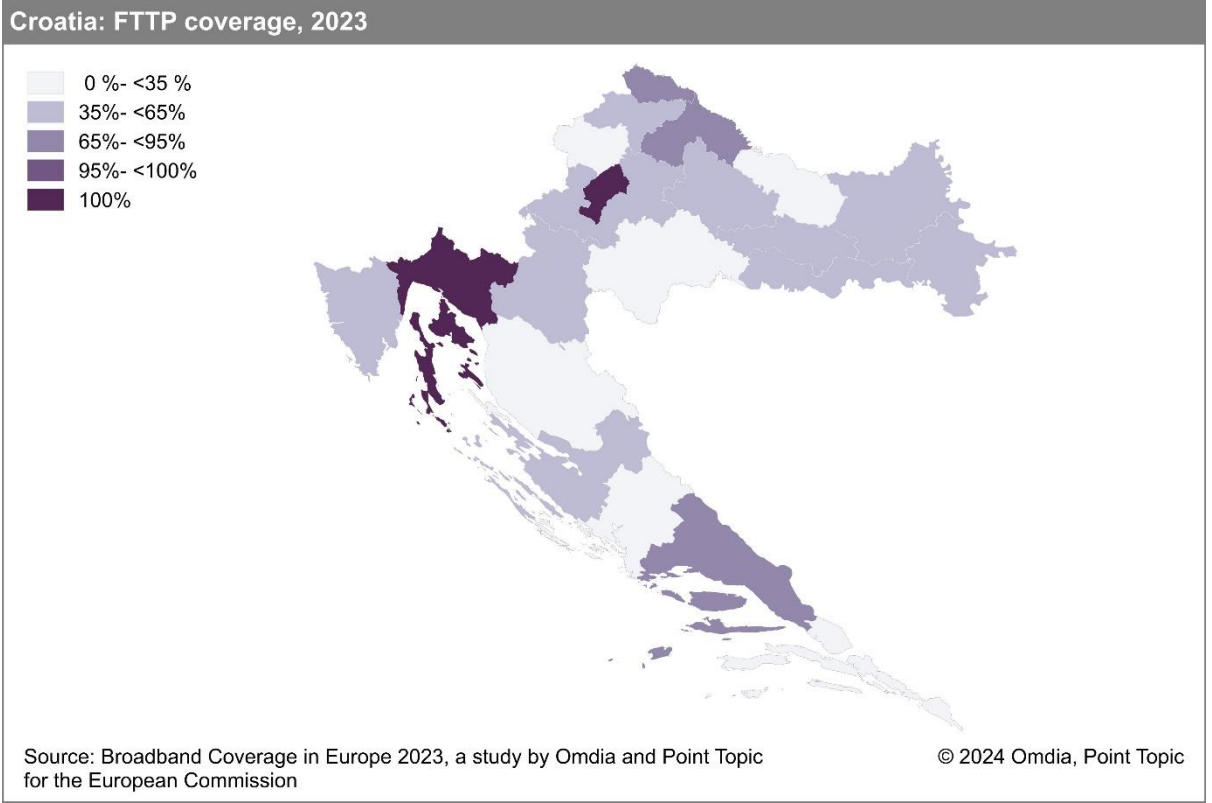 Croatia: FTTP coverage, 2023
0 %- <35 %
35%- <65%
65%- <95%
95%- <100%
100%
Source: Broadband Coverage in Europe 2023, a study by Omdia and Point Topic
for the European Commission
© 2024 Omdia, Point Topic